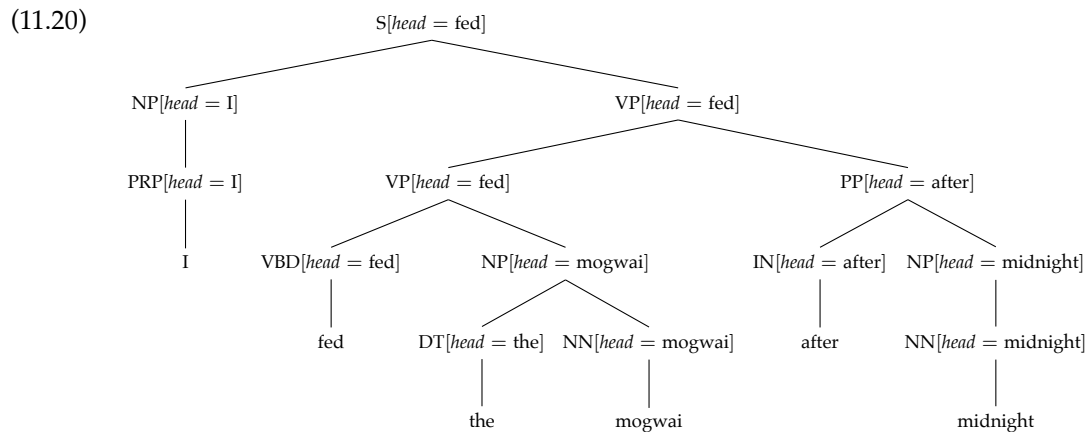 (11.20) S[head = fed]
NP[head = I] VP[head = fed]
PRP[head = I] VP[head = fed] PP[head = after]
I VBD[head = fed] NP[head = mogwai] IN[head = after] NP[head = midnight]
fed DT[head = the] NN[head = mogwai] after NN[head = midnight]
the mogwai midnight